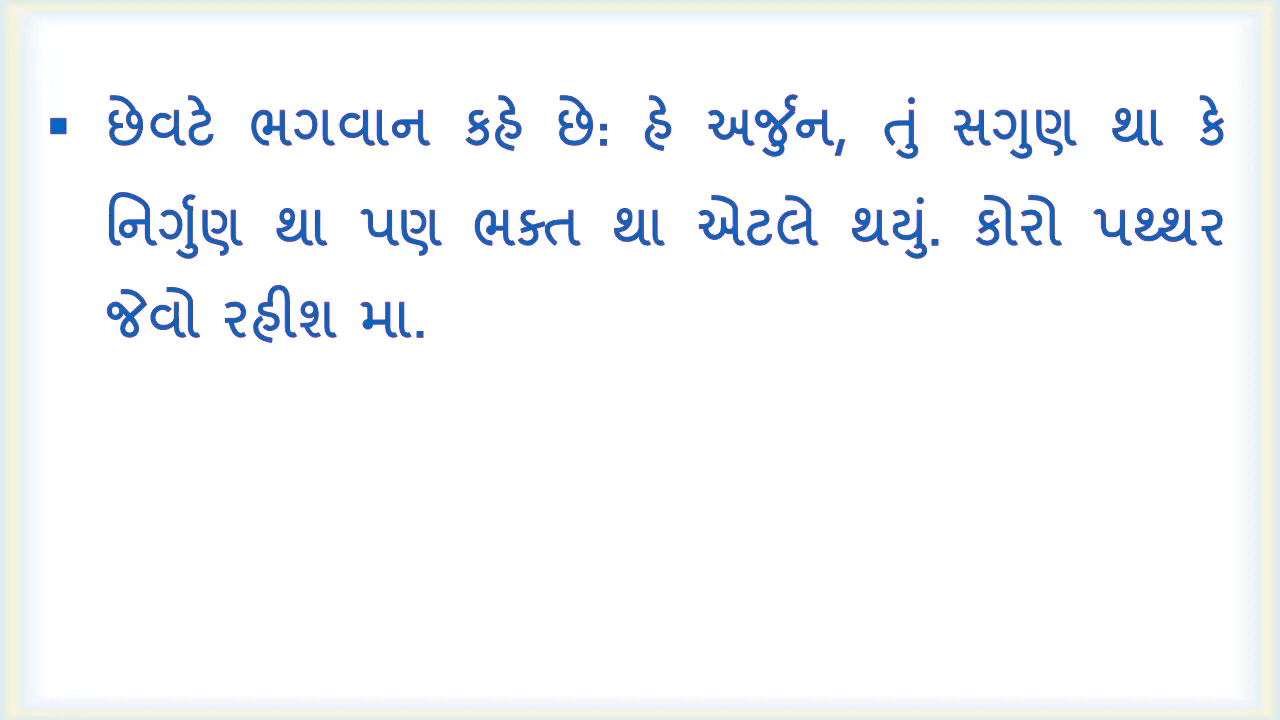 ▪ છેવટે ભગવાન કહે છે: હે અર્જુન, તું સગુણ થા કે
નિર્ગુણ થા પણ ભક્ત થા એટલે થયું. કોરો પથ્થર
જેવો રહીશ મા.